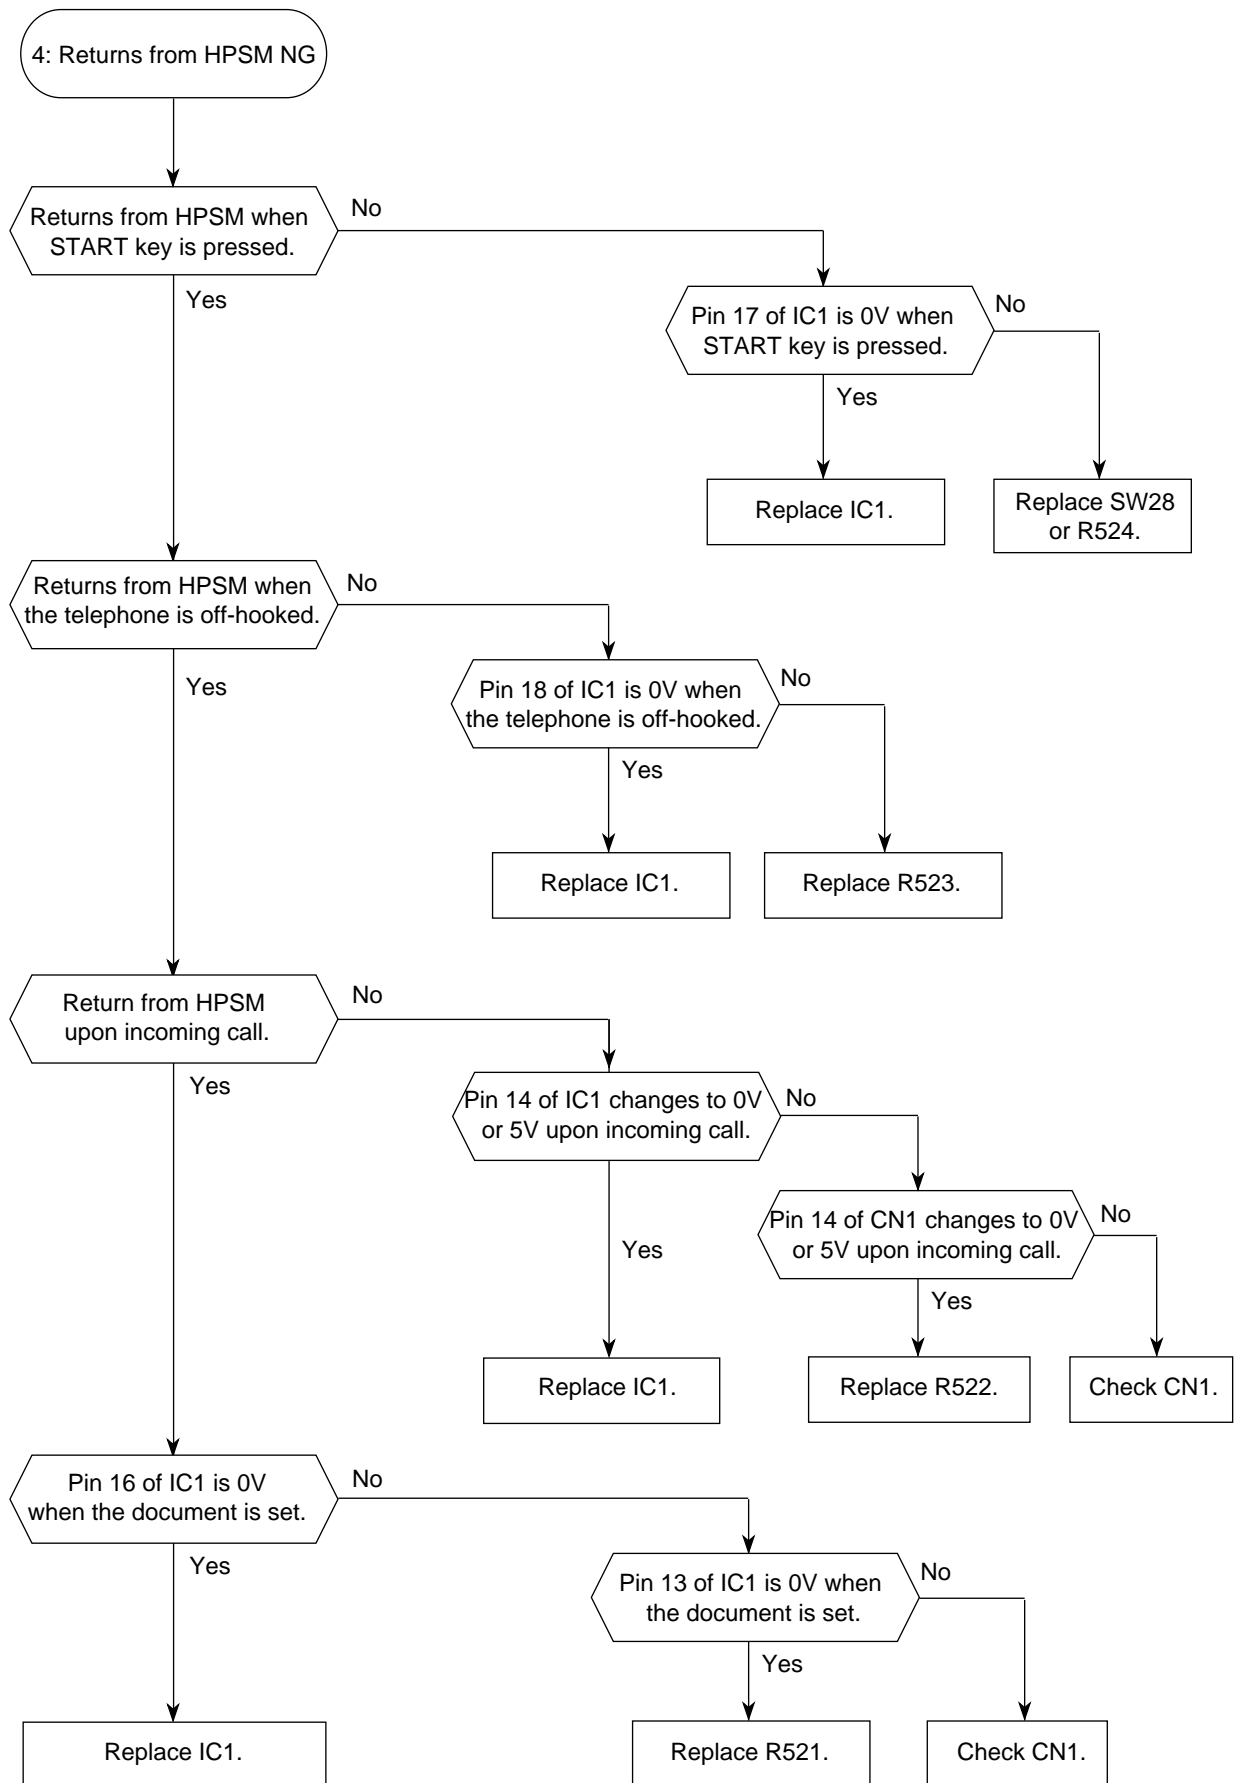 4: Returns from HPSM NG
Returns from HPSM when
START key is pressed.
No
Yes
Pin 17 of IC1 is 0V when
START key is pressed.
No
Yes
Replace IC1.
Replace SW28
or R524.
Returns from HPSM when
the telephone is off-hooked.
No
Yes
Pin 18 of IC1 is 0V when
the telephone is off-hooked.
No
Yes
Replace IC1.
Replace R523.
Return from HPSM
upon incoming call.
No
Yes
Pin 14 of IC1 changes to 0V
or 5V upon incoming call.
No
Yes
Pin 14 of CN1 changes to 0V
or 5V upon incoming call.
No
Yes
Replace IC1.
Replace R522.
Check CN1.
Pin 16 of IC1 is 0V
when the document is set.
No
Yes
Pin 13 of IC1 is 0V when
the document is set.
No
Yes
Replace IC1.
Replace R521.
Check CN1.